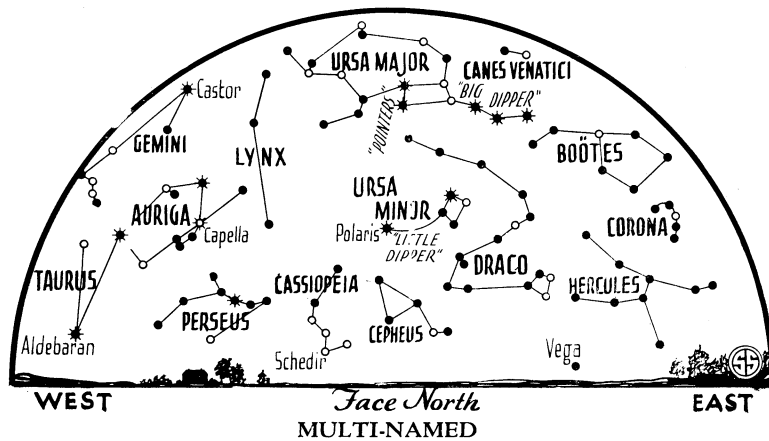 URSA MAJOR
CANES VENATICI
"BIG
DIPPER"
"POINTERS"
Castor
GEMINI
LYNX
BOÖTES
URSA
MINOR
AURIGA
Capella
Polaris
"LITTLE
DIPPER"
CORONA
DRACO
TAURUS
CASSIOPEIA
HERCULES
PERSEUS
CEPHEUS
Aldebaran
Schedir
Vega
SS
WEST
Face North
EAST
MULTI-NAMED